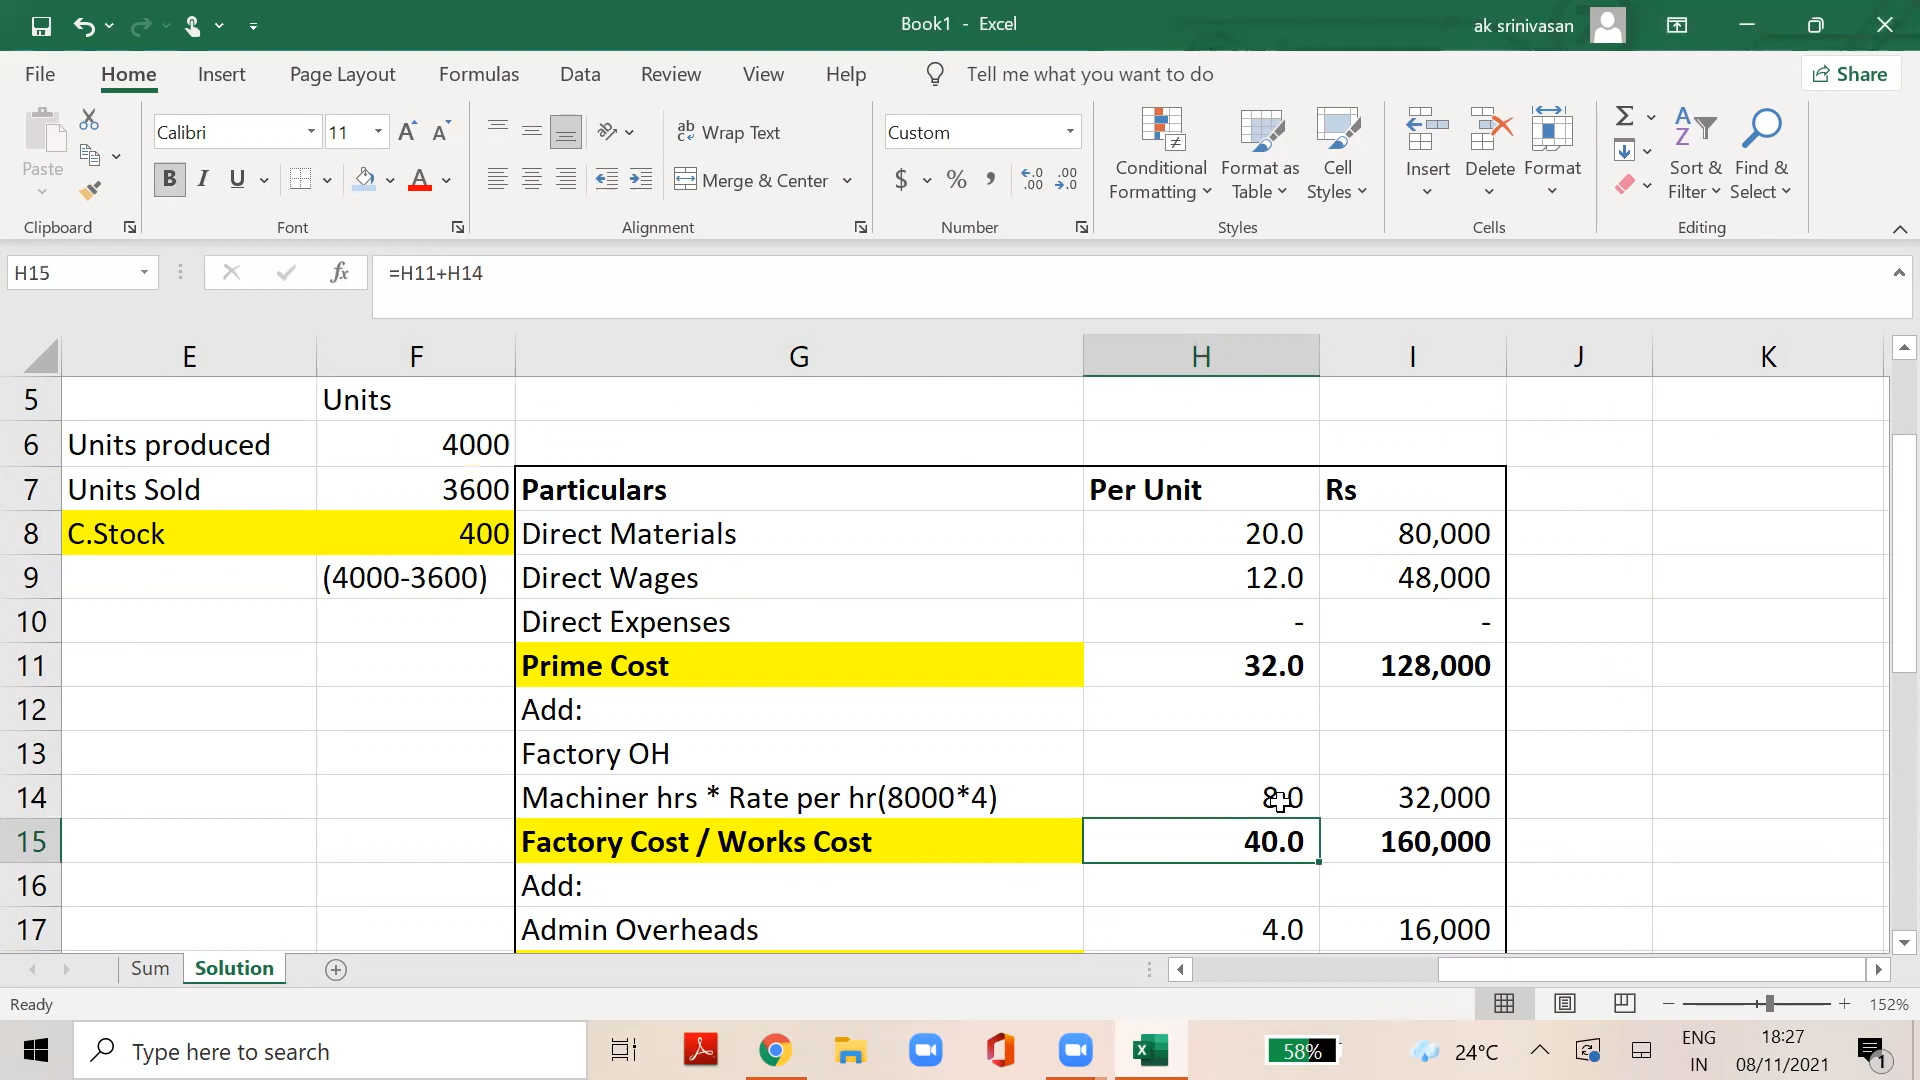 Book1 - Excel
ak srinivasan
File Home Insert Page Layout Formulas Data Review View Help Tell me what you want to do Share
Paste
Calibri 11
B I U
ab Wrap Text
Merge & Center
Custom
$ % ,
Conditional Formatting
Format as Table
Cell Styles
Insert Delete Format
Sort & Filter
Find & Select
Clipboard Font Alignment Number Styles Cells Editing
H15 fx =H11+H14
E F G H I J K
5 Units
6 Units produced 4000
7 Units Sold 3600 Particulars Per Unit Rs
8 C.Stock 400 Direct Materials 20.0 80,000
9 (4000-3600) Direct Wages 12.0 48,000
10 Direct Expenses - -
11 Prime Cost 32.0 128,000
12 Add:
13 Factory OH
14 Machiner hrs * Rate per hr(8000*4) 8.0 32,000
15 Factory Cost / Works Cost 40.0 160,000
16 Add:
17 Admin Overheads 4.0 16,000
Sum Solution
Ready 152%
Type here to search 58% 24°C ENG IN 18:27 08/11/2021 1